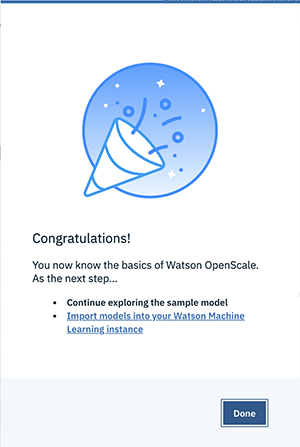 Congratulations!
You now know the basics of Watson OpenScale.
As the next step...
• Continue exploring the sample model
• Import models into your Watson Machine
Learning instance
Done